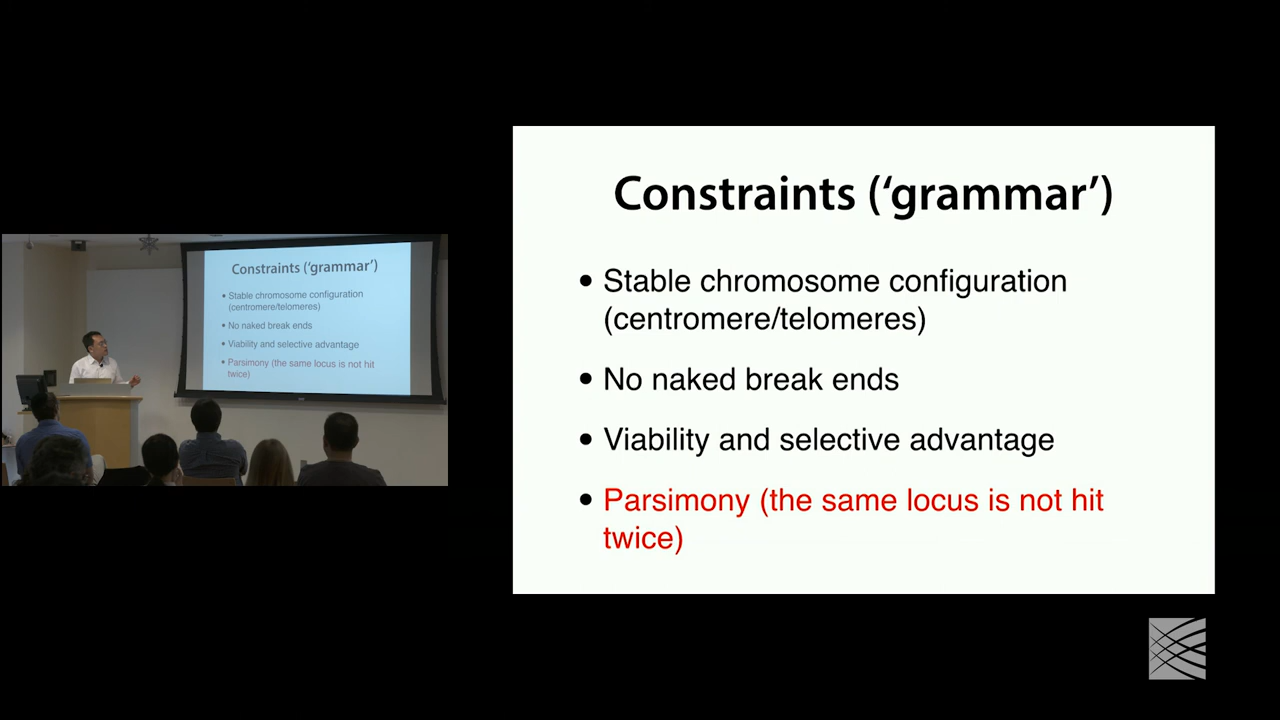 Constraints (‘grammar’)
• Stable chromosome configuration
(centromere/telomeres)
• No naked break ends
• Viability and selective advantage
• Parsimony (the same locus is not hit
twice)
Constraints (‘grammar’)
• Stable chromosome configuration
(centromere/telomeres)
• No naked break ends
• Viability and selective advantage
• Parsimony (the same locus is not hit
twice)